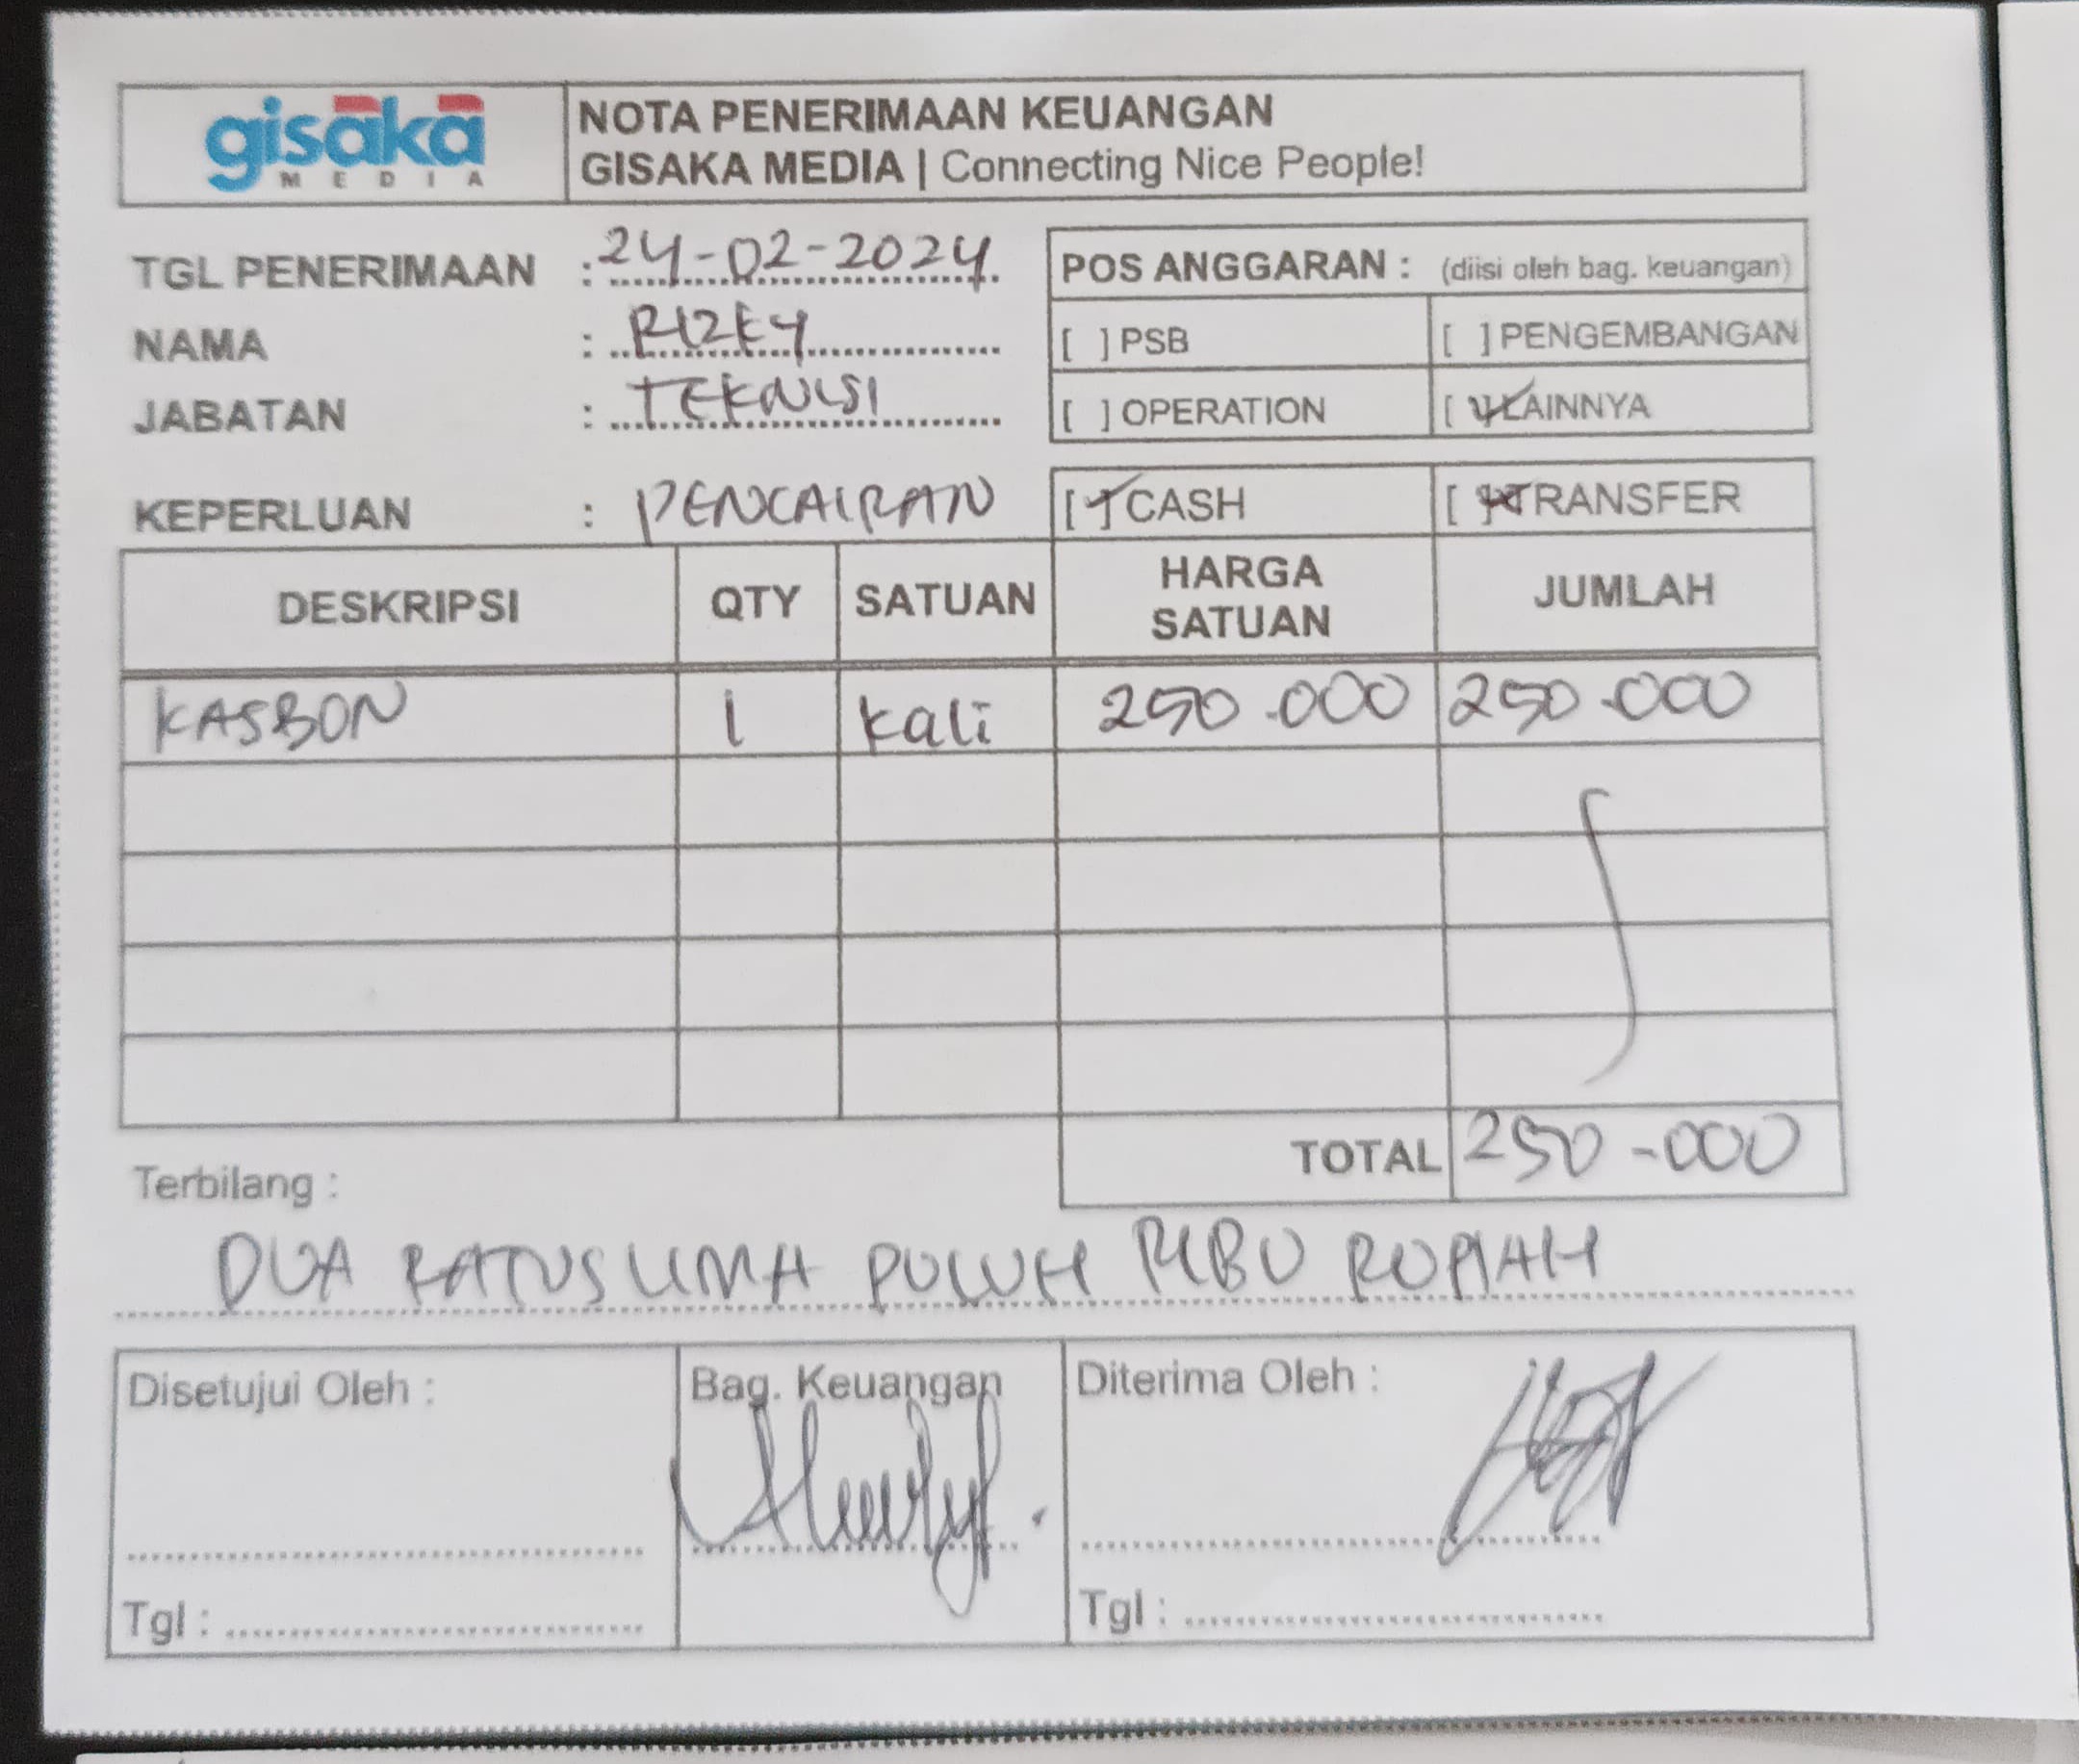 gisaka
MEDIA
NOTA PENERIMAAN KEUANGAN
GISAKA MEDIA | Connecting Nice People!
TGL PENERIMAAN : 24-02-2024
NAMA : RIZKY
JABATAN : TEKNISI
POS ANGGARAN : (diisi oleh bag. keuangan)
[ ] PSB [ ] PENGEMBANGAN
[ ] OPERATION [ ] LAINNYA
KEPERLUAN : PENCAIRAN [ ] CASH [ ] TRANSFER
DESKRIPSI QTY SATUAN HARGA SATUAN JUMLAH
KASBON 1 kali 250.000 250.000
TOTAL 250-000
Terbilang :
DUA RATUS LIMA PULUH RIBU RUPIAH
Disetujui Oleh : Bag. Keuangan Diterima Oleh :
Tgl : Tgl :